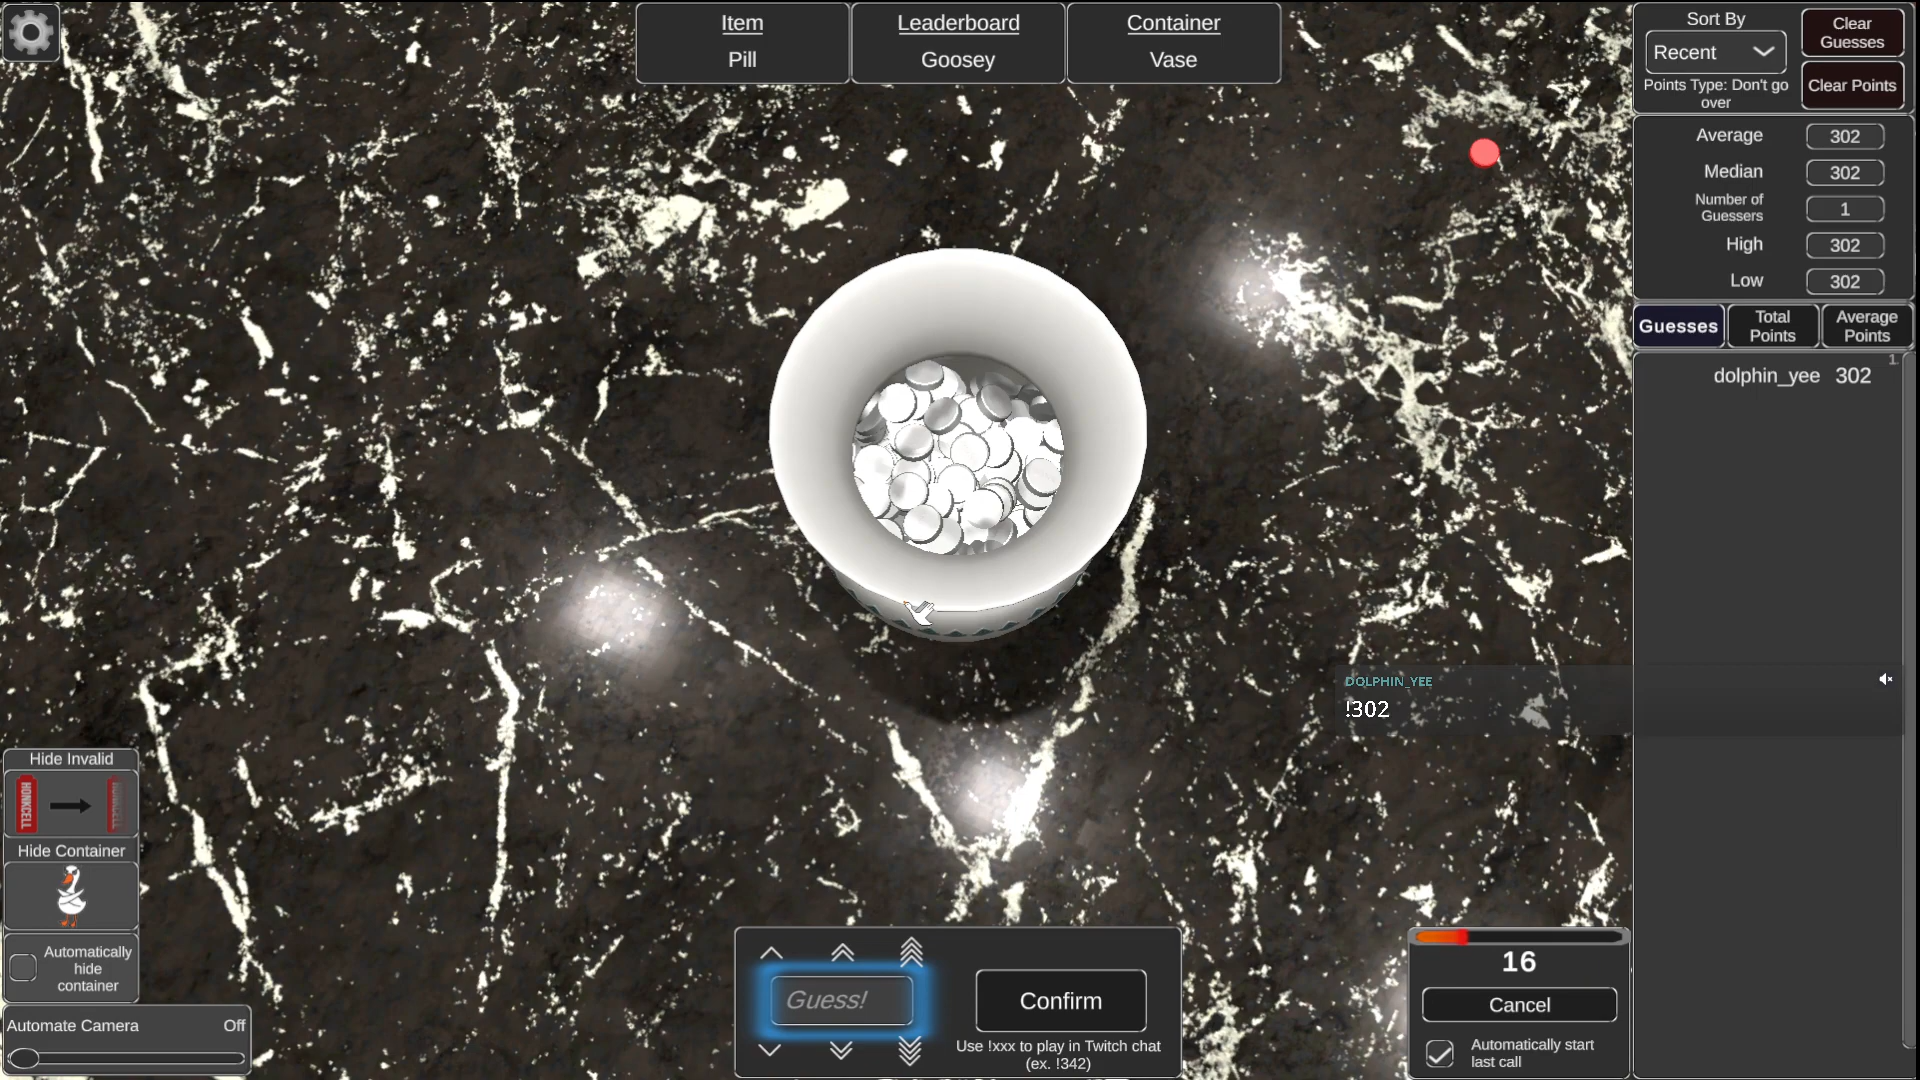 Item
Pill
Leaderboard
Goosey
Container
Vase
Sort By
Recent
Points Type: Don't go
over
Clear
Guesses
Clear Points
Average 302
Median 302
Number of
Guessers 1
High 302
Low 302
Guesses
Total
Points
Average
Points
1.
dolphin_yee 302
DOLPHIN_YEE
!302
Hide Invalid
HONKCELL
HONKCELL
Hide Container
Automatically
hide
container
Automate Camera Off
Guess!
Confirm
Use !xxx to play in Twitch chat
(ex. !342)
16
Cancel
Automatically start
last call